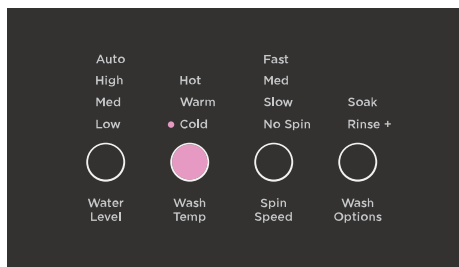 Auto
High
Med
Low
Hot
Warm
Cold
Fast
Med
Slow
No Spin
Soak
Rinse +
Water
Level
Wash
Temp
Spin
Speed
Wash
Options